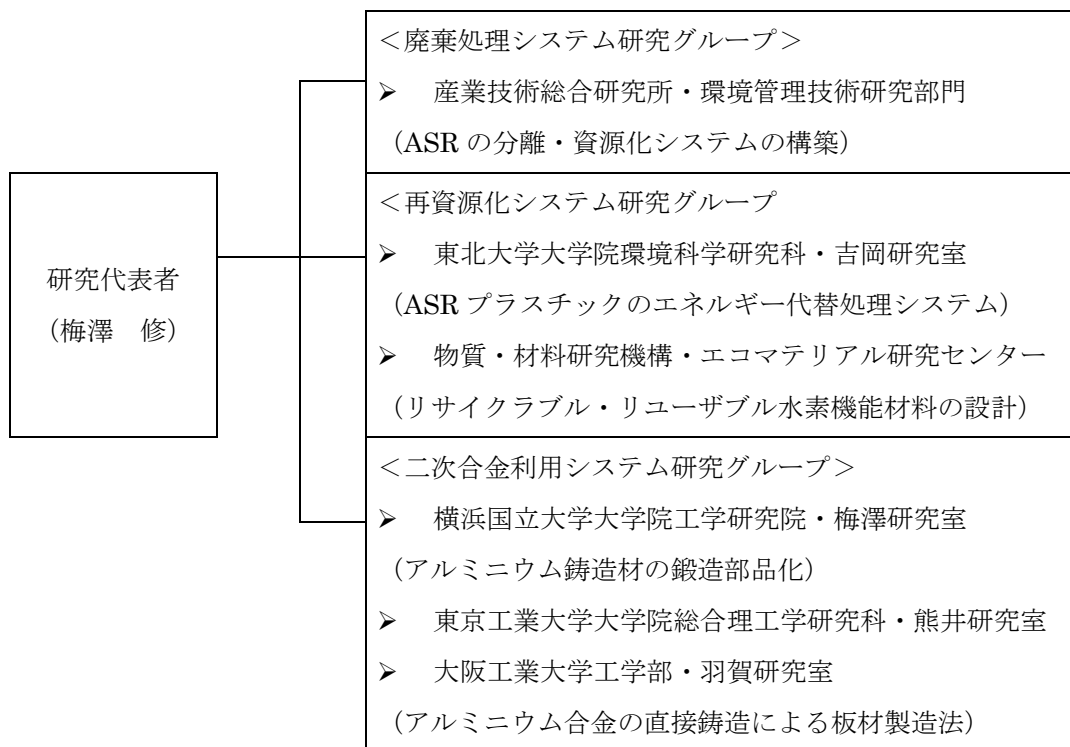 研究代表者
（梅澤　修）
＜廃棄処理システム研究グループ＞
➢　産業技術総合研究所・環境管理技術研究部門
（ASR の分離・資源化システムの構築）
＜再資源化システム研究グループ
➢　東北大学大学院環境科学研究科・吉岡研究室
（ASR プラスチックのエネルギー代替処理システム）
➢　物質・材料研究機構・エコマテリアル研究センター
（リサイクラブル・リユーザブル水素機能材料の設計）
＜二次合金利用システム研究グループ＞
➢　横浜国立大学大学院工学研究院・梅澤研究室
（アルミニウム鋳造材の鍛造部品化）
➢　東京工業大学大学院総合理工学研究科・熊井研究室
➢　大阪工業大学工学部・羽賀研究室
（アルミニウム合金の直接鋳造による板材製造法）